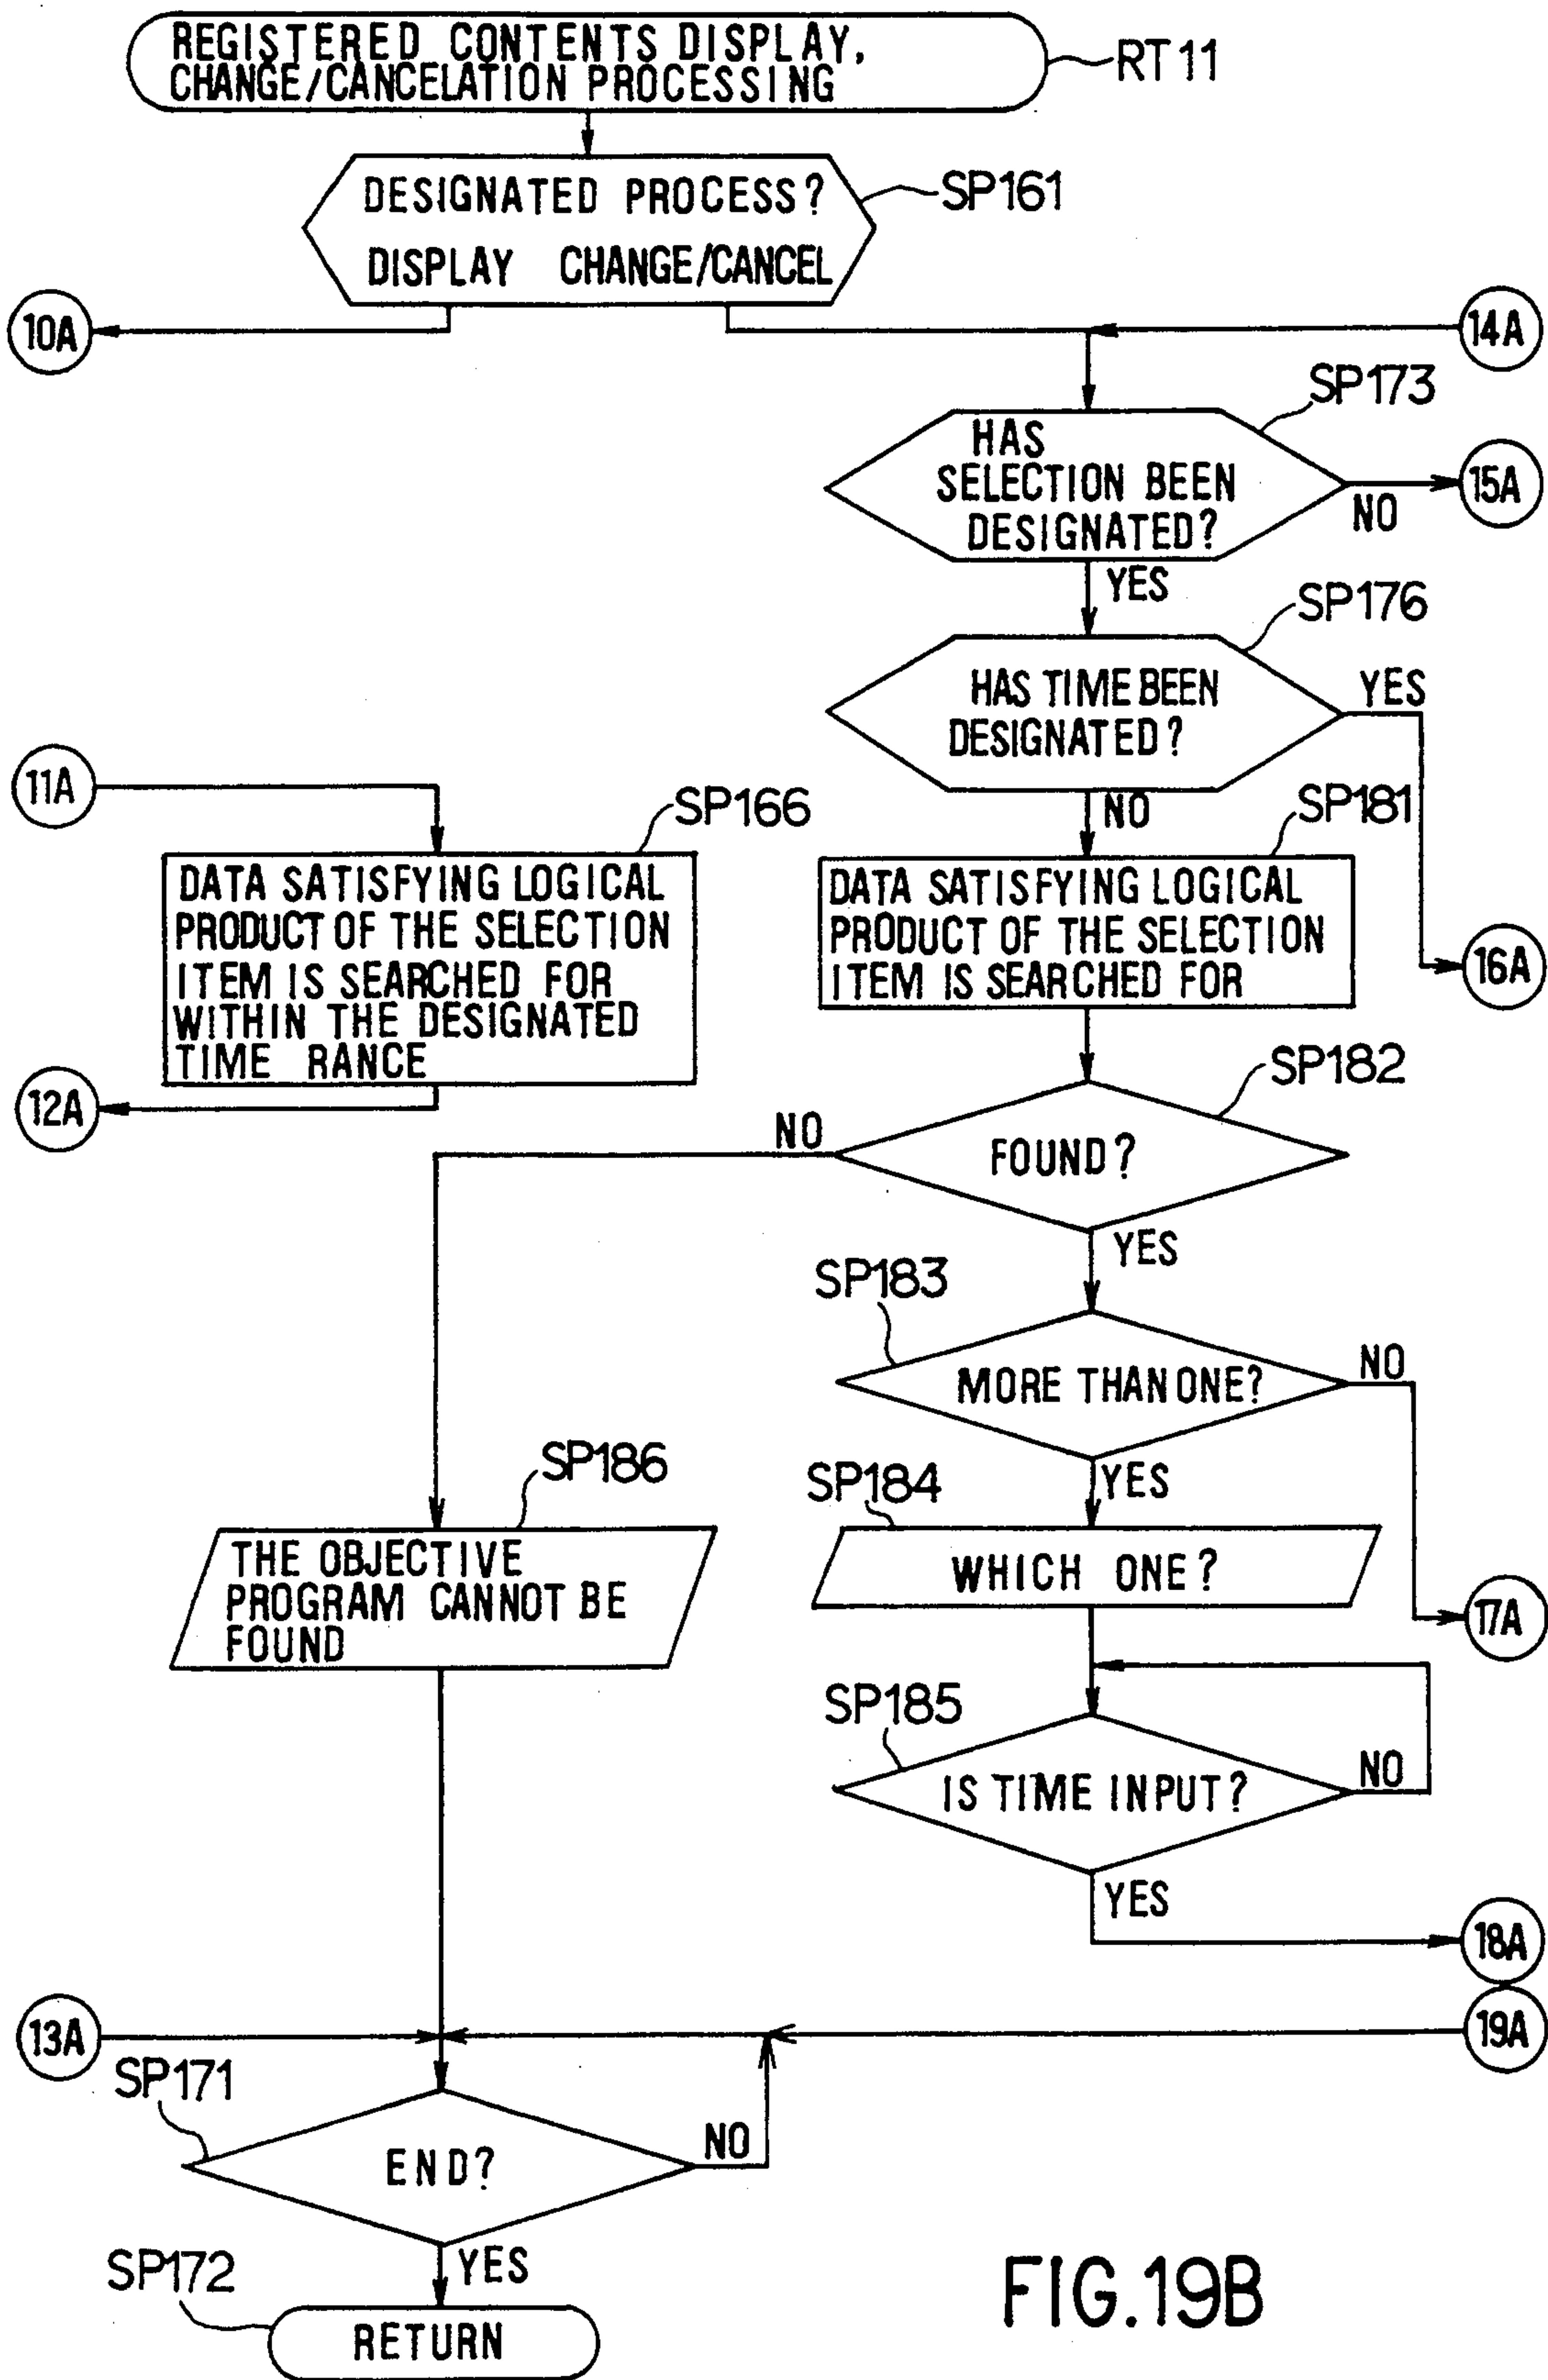 REGISTERED CONTENTS DISPLAY,
CHANGE/CANCELATION PROCESSING
RT11
DESIGNATED PROCESS?
DISPLAY CHANGE/CANCEL
SP161
10A
14A
SP173
HAS
SELECTION BEEN
DESIGNATED?
NO
15A
YES
SP176
HAS TIME BEEN
DESIGNATED?
YES
11A
NO
SP166
SP181
DATA SATISFYING LOGICAL
PRODUCT OF THE SELECTION
ITEM IS SEARCHED FOR
WITHIN THE DESIGNATED
TIME RANCE
DATA SATISFYING LOGICAL
PRODUCT OF THE SELECTION
ITEM IS SEARCHED FOR
16A
12A
SP182
NO
FOUND?
YES
SP183
MORE THAN ONE?
NO
YES
SP186
SP184
THE OBJECTIVE
PROGRAM CANNOT BE
FOUND
WHICH ONE?
17A
SP185
IS TIME INPUT?
NO
YES
18A
13A
19A
SP171
END?
NO
YES
SP172
RETURN
FIG.19B